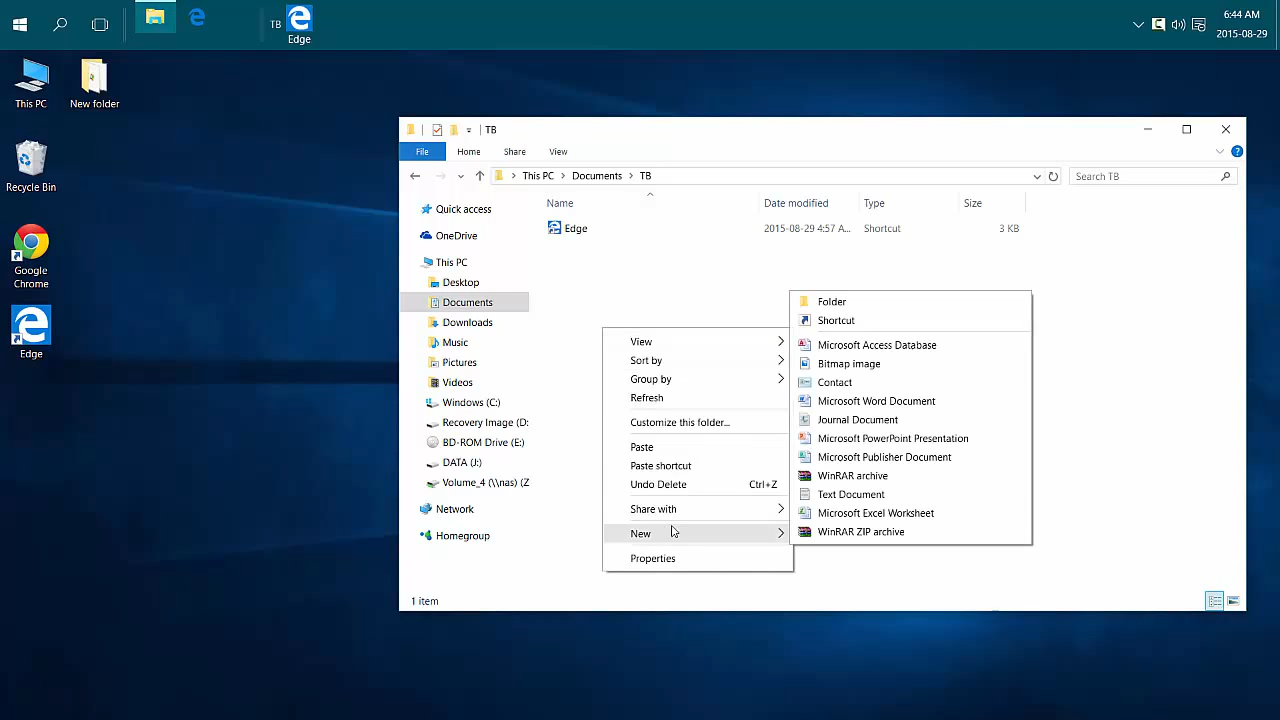 TB
Edge
6:44 AM
2015-08-29
This PC
New folder
Recycle Bin
Google
Chrome
Edge
TB
File
Home
Share
View
This PC
Documents
TB
Search TB
Name
Date modified
Type
Size
Quick access
OneDrive
This PC
Desktop
Documents
Downloads
Music
Pictures
Videos
Windows (C:)
Recovery Image (D:
BD-ROM Drive (E:)
DATA (J:)
Volume_4 (\\nas) (Z
Network
Homegroup
Edge
2015-08-29 4:57 A...
Shortcut
3 KB
View
Sort by
Group by
Refresh
Customize this folder...
Paste
Paste shortcut
Undo Delete Ctrl+Z
Share with
New
Properties
Folder
Shortcut
Microsoft Access Database
Bitmap image
Contact
Microsoft Word Document
Journal Document
Microsoft PowerPoint Presentation
Microsoft Publisher Document
WinRAR archive
Text Document
Microsoft Excel Worksheet
WinRAR ZIP archive
1 item